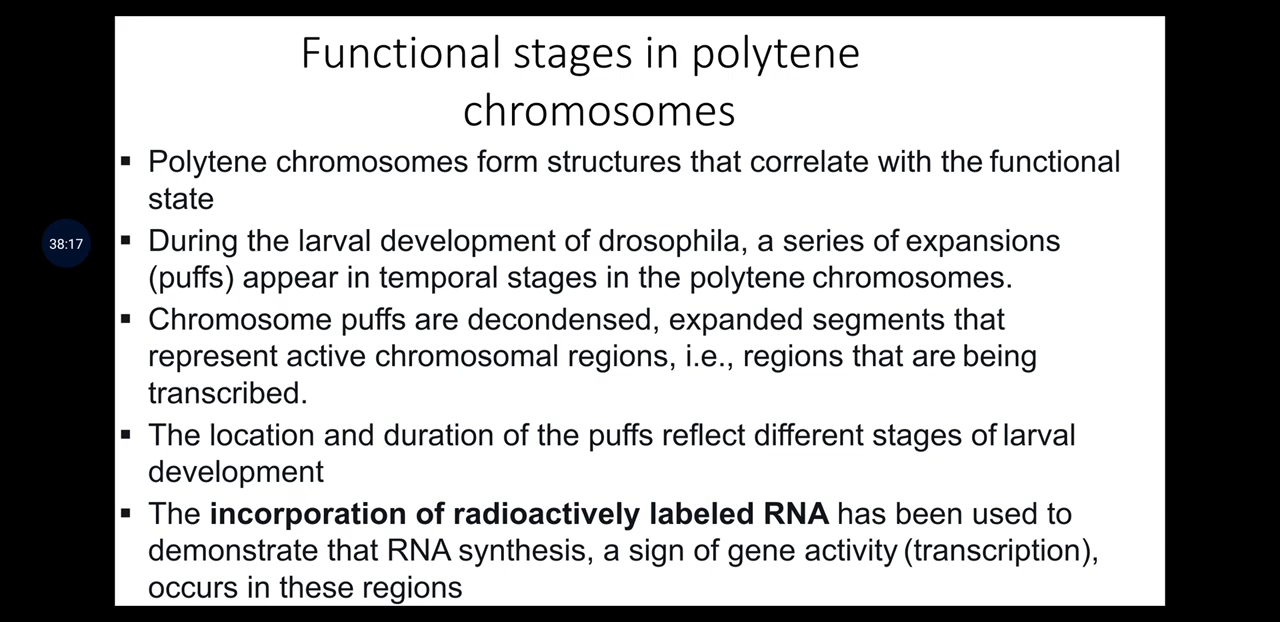 Functional stages in polytene
chromosomes
▪ Polytene chromosomes form structures that correlate with the functional
state
▪ During the larval development of drosophila, a series of expansions
(puffs) appear in temporal stages in the polytene chromosomes.
▪ Chromosome puffs are decondensed, expanded segments that
represent active chromosomal regions, i.e., regions that are being
transcribed.
▪ The location and duration of the puffs reflect different stages of larval
development
▪ The incorporation of radioactively labeled RNA has been used to
demonstrate that RNA synthesis, a sign of gene activity (transcription),
occurs in these regions
38:17